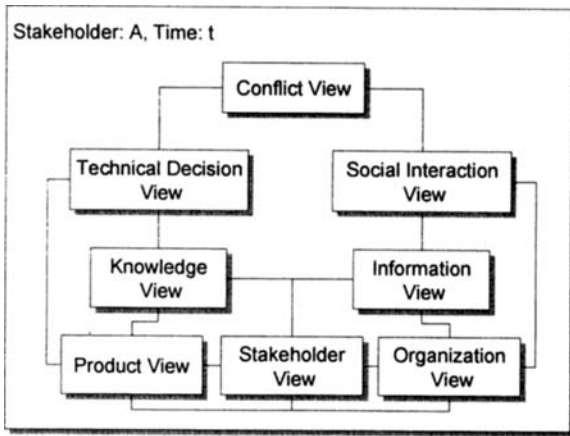 Stakeholder: A, Time: t
Conflict View
Technical Decision
View
Social Interaction
View
Knowledge
View
Information
View
Product View
Stakeholder
View
Organization
View